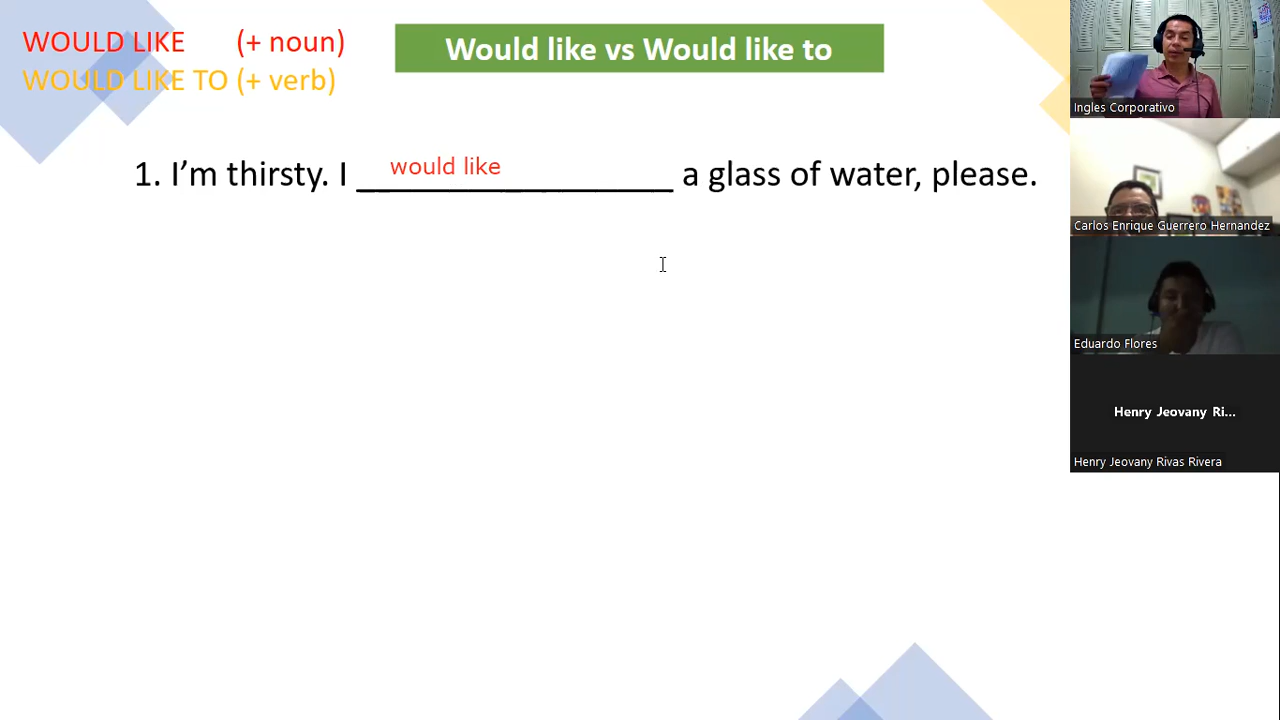 WOULD LIKE (+ noun)
WOULD LIKE TO (+ verb)
Would like vs Would like to
1. I’m thirsty. I would like a glass of water, please.
Ingles Corporativo
Carlos Enrique Guerrero Hernandez
Eduardo Flores
Henry Jeovany Ri...
Henry Jeovany Rivas Rivera